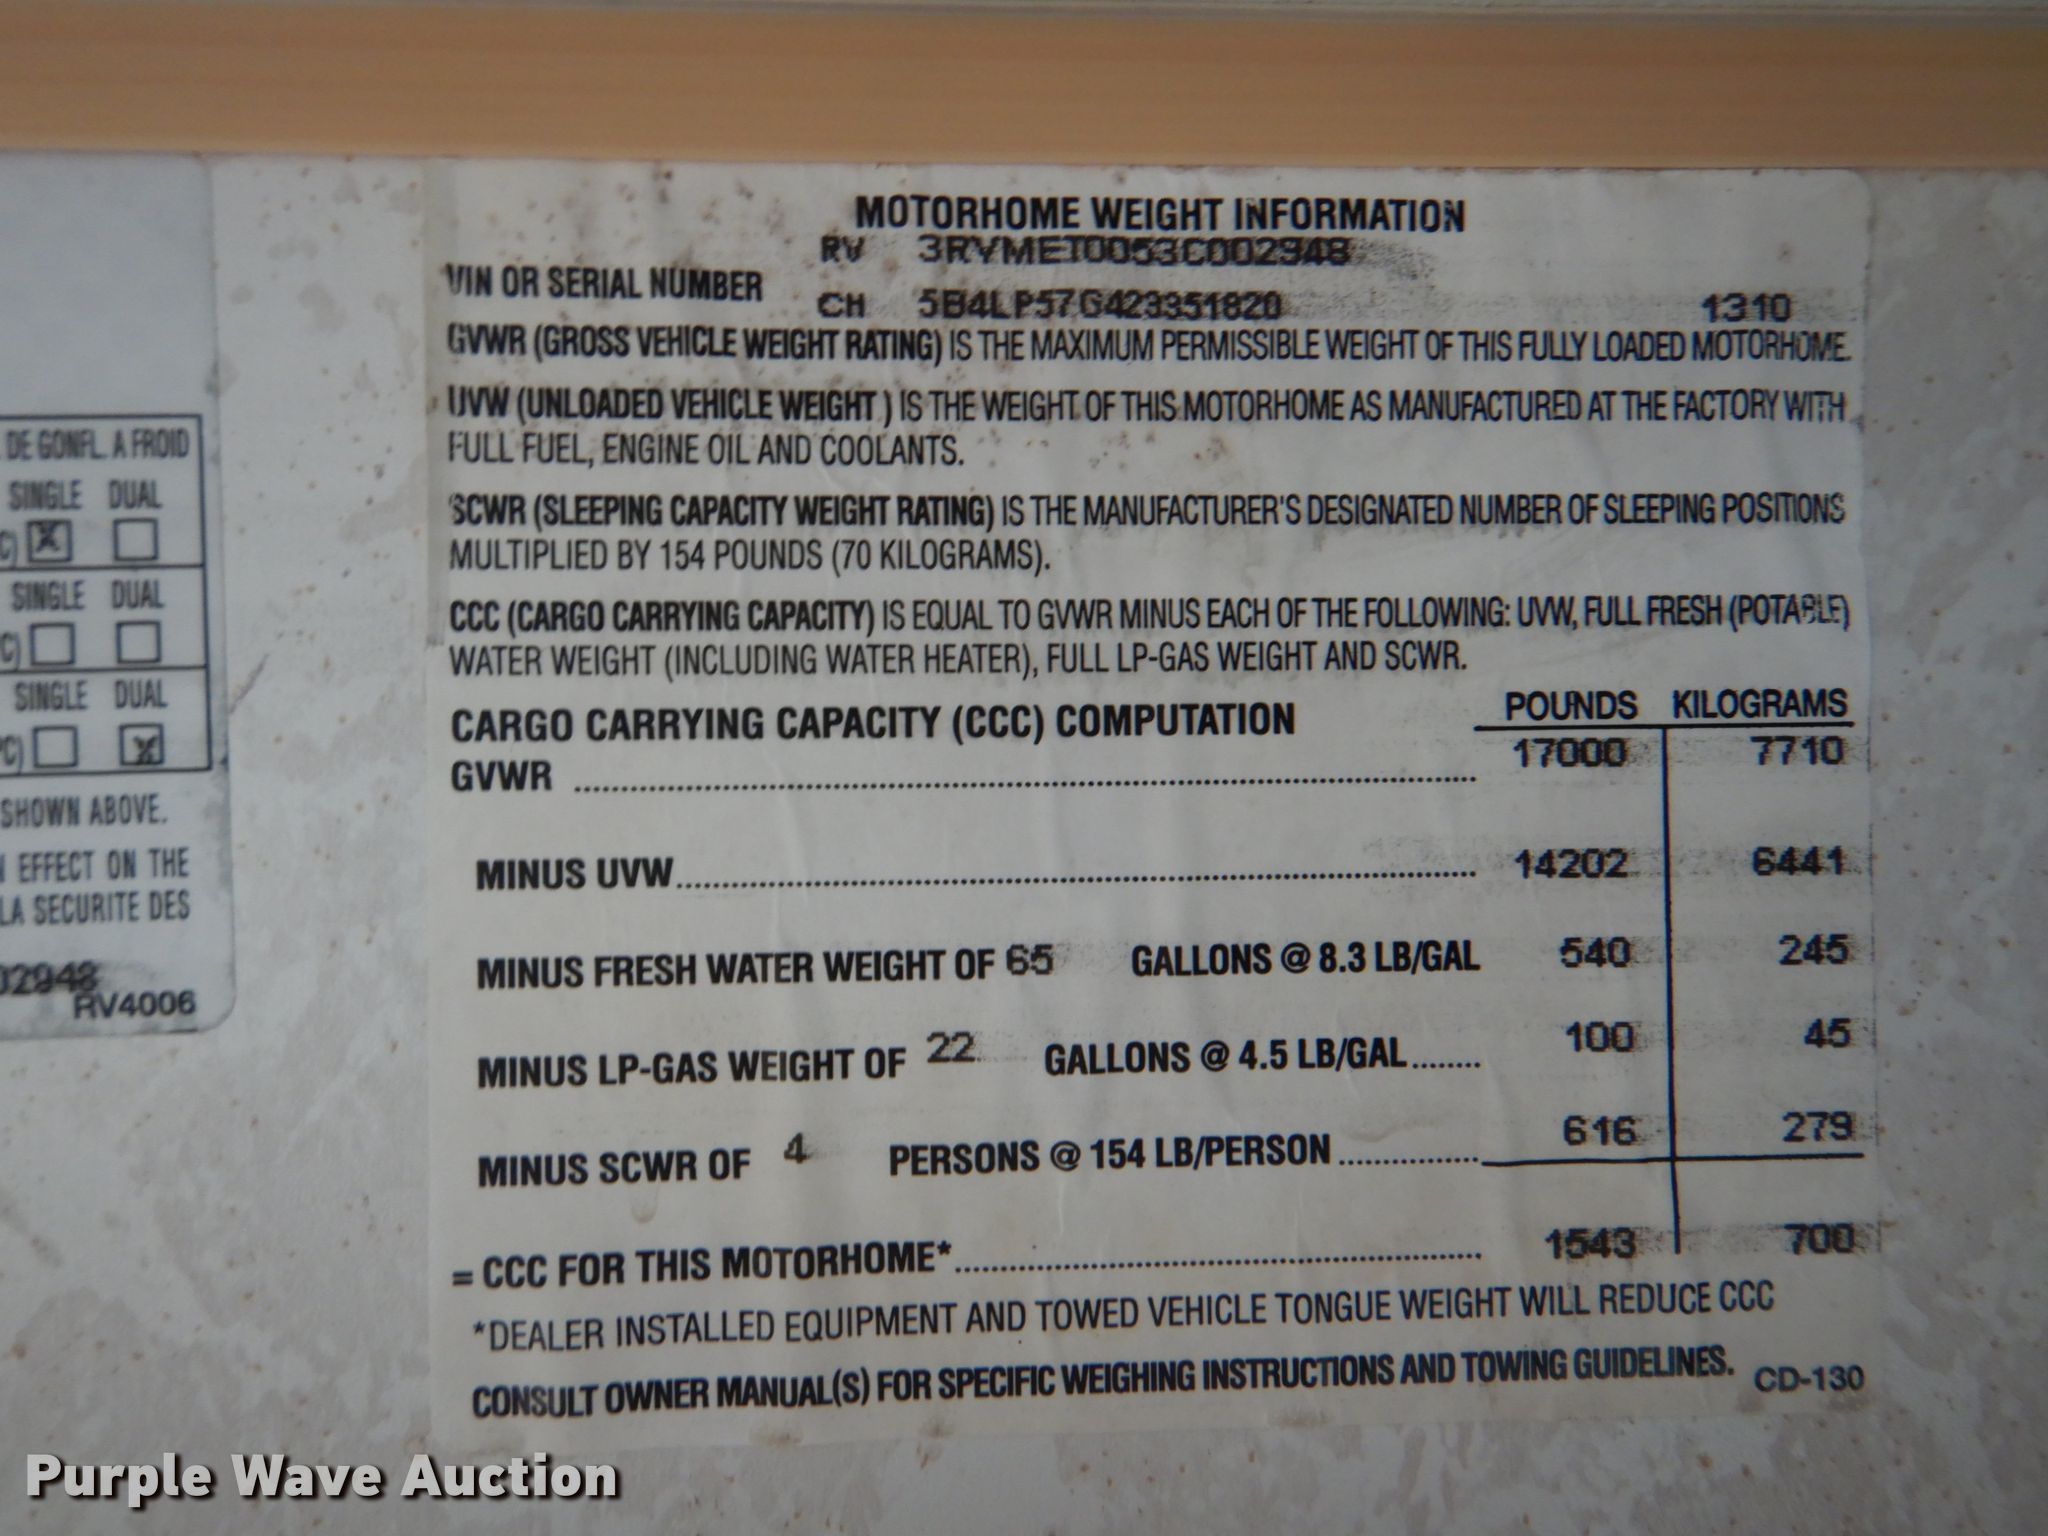 DE GONFL. A FROID
SINGLE DUAL
C) X
SINGLE DUAL
C)
SINGLE DUAL
C) X
SHOWN ABOVE.
EFFECT ON THE
LA SECURITE DES
02948
RV4006
MOTORHOME WEIGHT INFORMATION
RV 3RVMET0053C002948
VIN OR SERIAL NUMBER
CH 5B4LP57G423351820 1310
GVWR (GROSS VEHICLE WEIGHT RATING) IS THE MAXIMUM PERMISSIBLE WEIGHT OF THIS FULLY LOADED MOTORHOME.
UVW (UNLOADED VEHICLE WEIGHT ) IS THE WEIGHT OF THIS MOTORHOME AS MANUFACTURED AT THE FACTORY WITH
FULL FUEL, ENGINE OIL AND COOLANTS.
SCWR (SLEEPING CAPACITY WEIGHT RATING) IS THE MANUFACTURER'S DESIGNATED NUMBER OF SLEEPING POSITIONS
MULTIPLIED BY 154 POUNDS (70 KILOGRAMS).
CCC (CARGO CARRYING CAPACITY) IS EQUAL TO GVWR MINUS EACH OF THE FOLLOWING: UVW, FULL FRESH (POTABLE)
WATER WEIGHT (INCLUDING WATER HEATER), FULL LP-GAS WEIGHT AND SCWR.
CARGO CARRYING CAPACITY (CCC) COMPUTATION POUNDS KILOGRAMS
GVWR 17000 7710
MINUS UVW 14202 6441
MINUS FRESH WATER WEIGHT OF 65 GALLONS @ 8.3 LB/GAL 540 245
MINUS LP-GAS WEIGHT OF 22 GALLONS @ 4.5 LB/GAL 100 45
MINUS SCWR OF 4 PERSONS @ 154 LB/PERSON 616 279
= CCC FOR THIS MOTORHOME* 1543 700
*DEALER INSTALLED EQUIPMENT AND TOWED VEHICLE TONGUE WEIGHT WILL REDUCE CCC
CONSULT OWNER MANUAL(S) FOR SPECIFIC WEIGHING INSTRUCTIONS AND TOWING GUIDELINES. CD-130
Purple Wave Auction